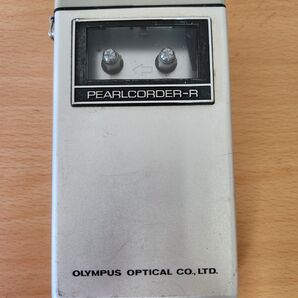 PEARLCORDER-R
OLYMPUS OPTICAL CO., LTD.